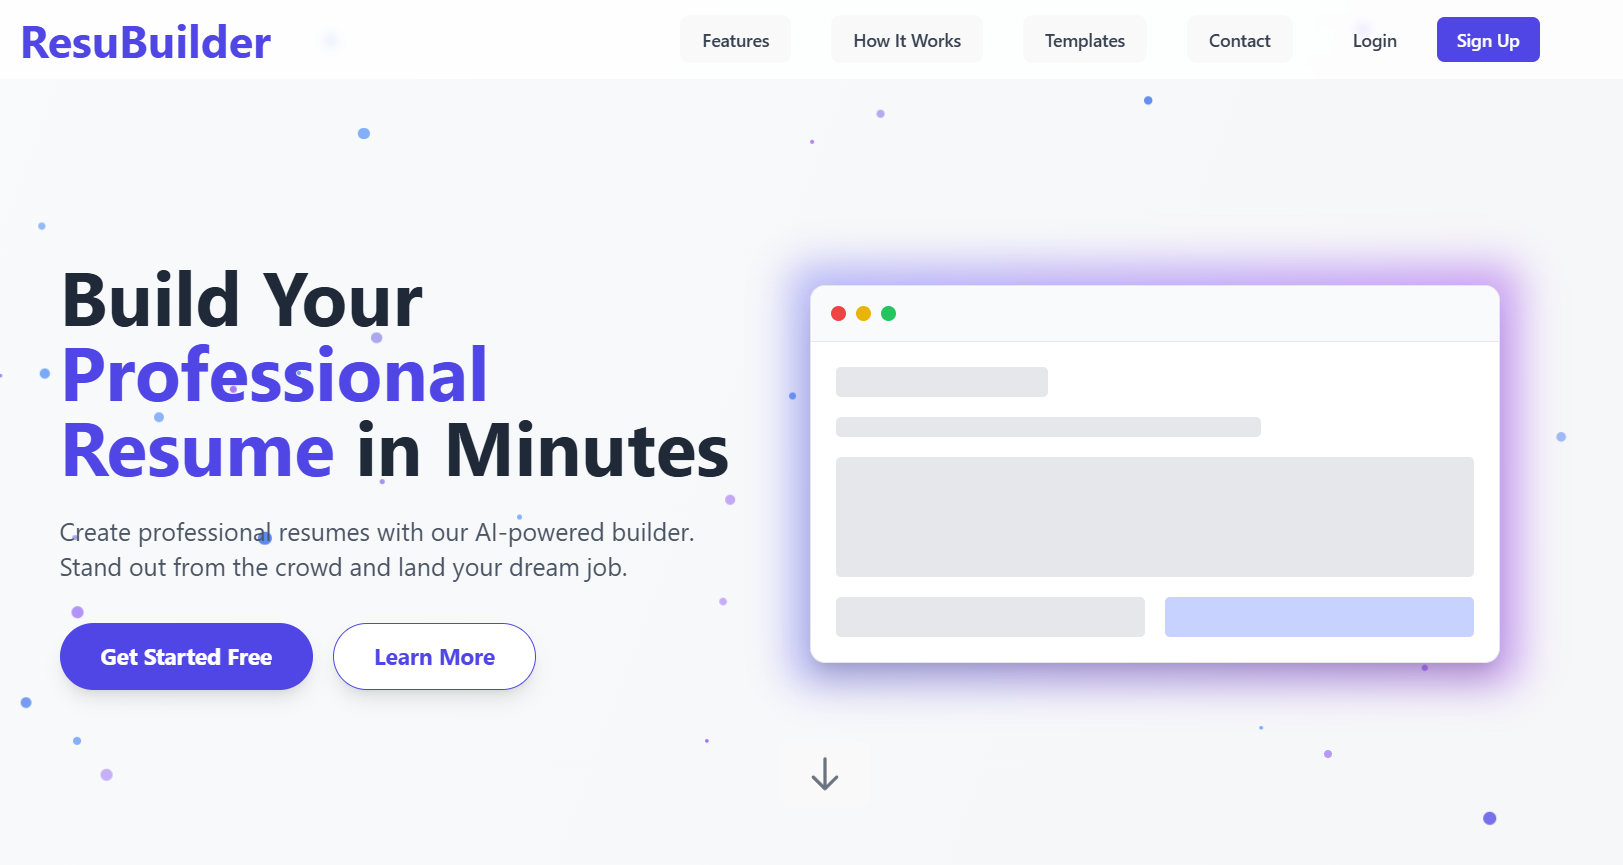 ResuBuilder
Features
How It Works
Templates
Contact
Login
Sign Up
Build Your
Professional
Resume in Minutes
Create professional resumes with our AI-powered builder.
Stand out from the crowd and land your dream job.
Get Started Free
Learn More